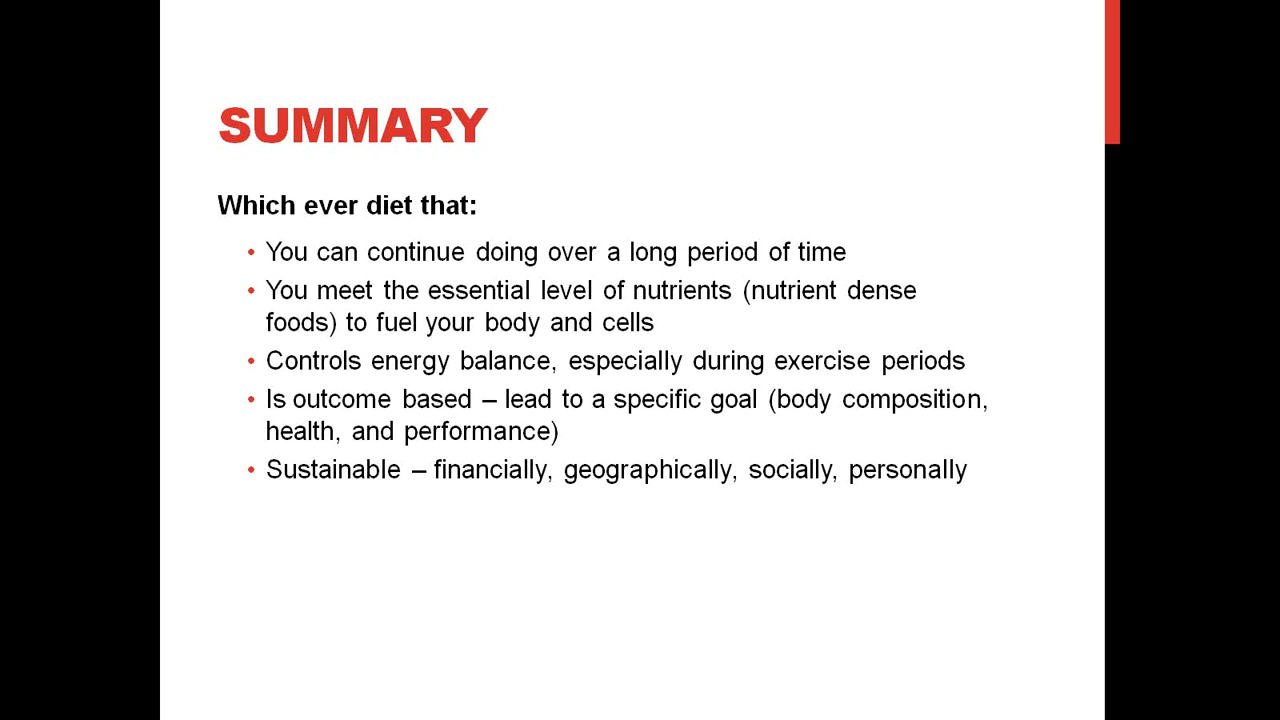 SUMMARY
Which ever diet that:
• You can continue doing over a long period of time
• You meet the essential level of nutrients (nutrient dense
foods) to fuel your body and cells
• Controls energy balance, especially during exercise periods
• Is outcome based – lead to a specific goal (body composition,
health, and performance)
• Sustainable – financially, geographically, socially, personally